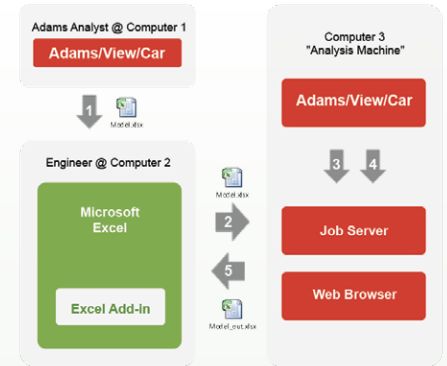 Adams Analyst @ Computer 1
Adams/View/Car
1
Model.xlsx
Engineer @ Computer 2
Microsoft
Excel
Excel Add-in
Model.xlsx
2
5
Model_out.xlsx
Computer 3
"Analysis Machine"
Adams/View/Car
3 4
Job Server
Web Browser